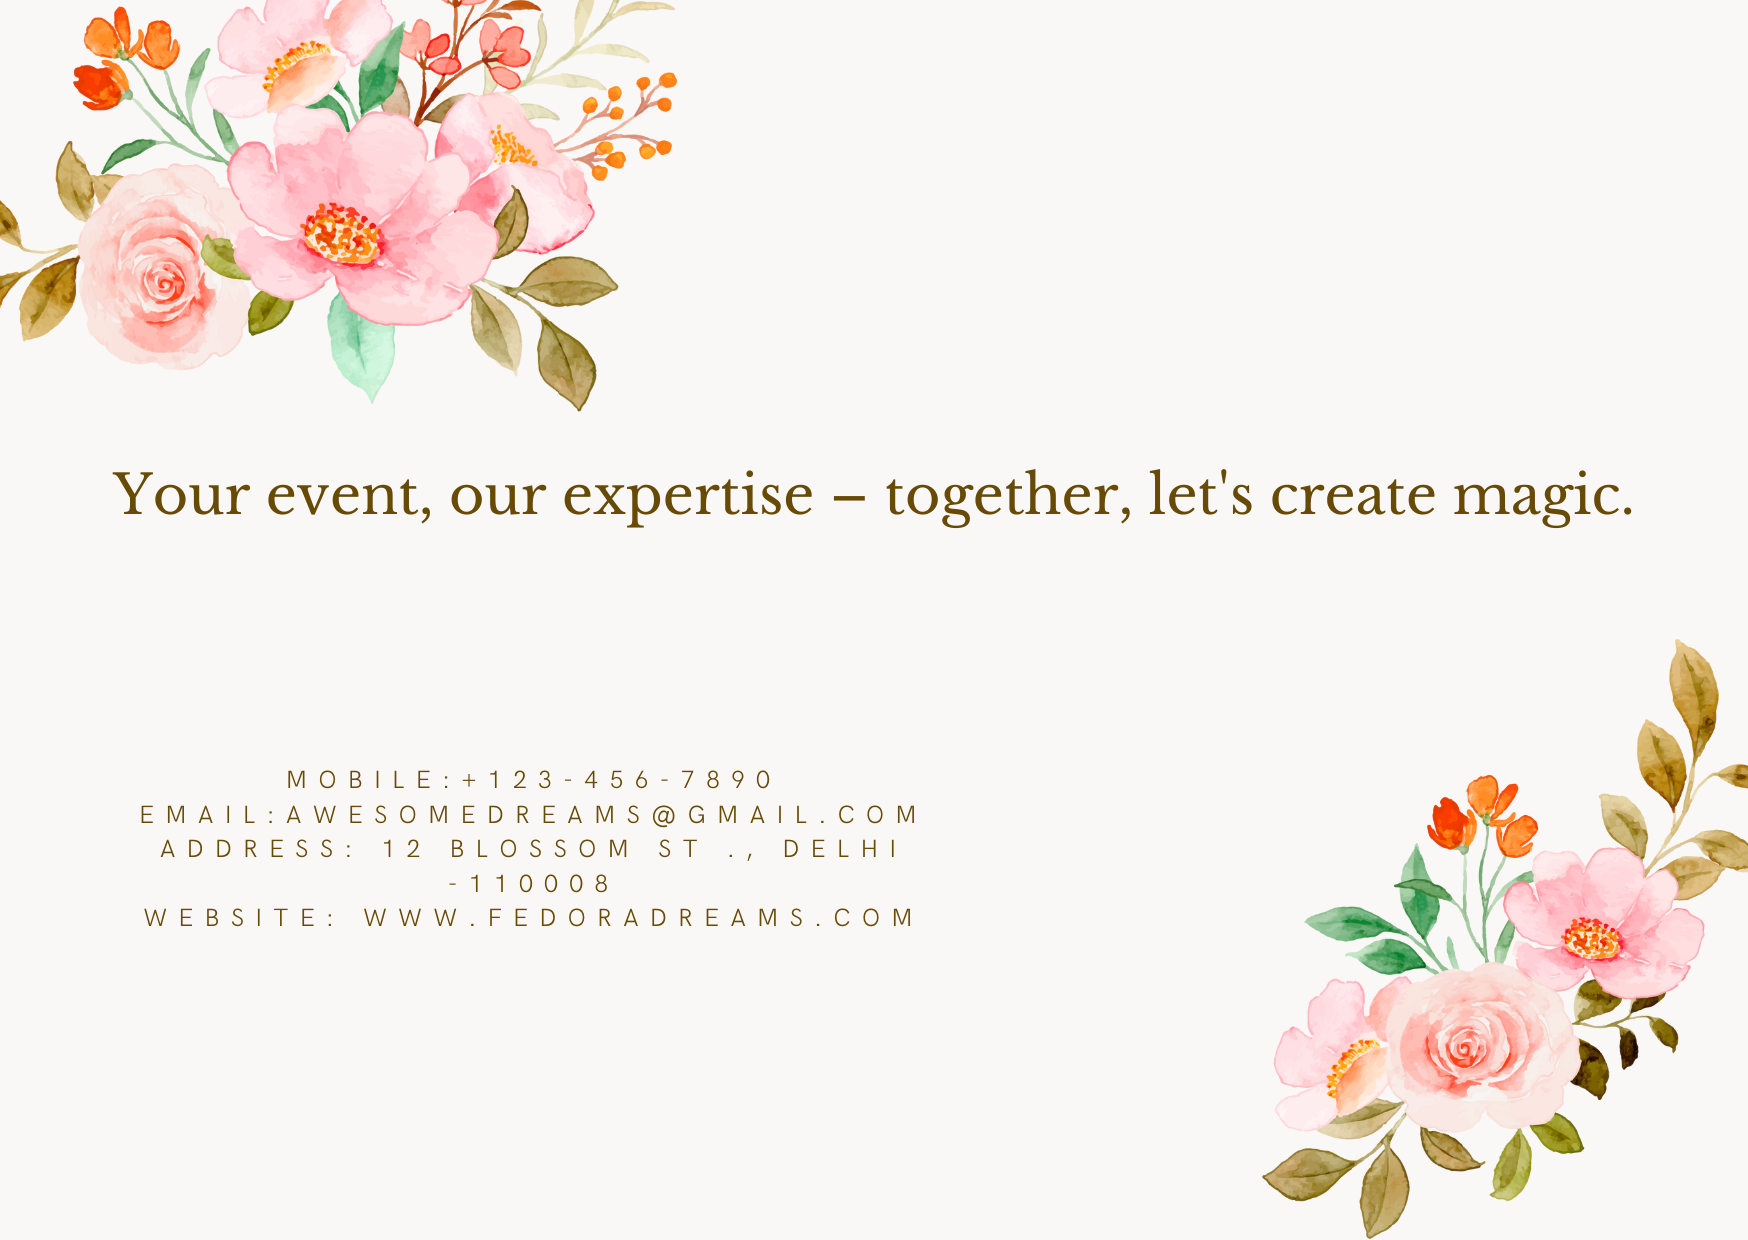 Your event, our expertise – together, let's create magic.
MOBILE:+123-456-7890
EMAIL:AWESOMEDREAMS@GMAIL.COM
ADDRESS: 12 BLOSSOM ST ., DELHI
-110008
WEBSITE: WWW.FEDORADREAMS.COM